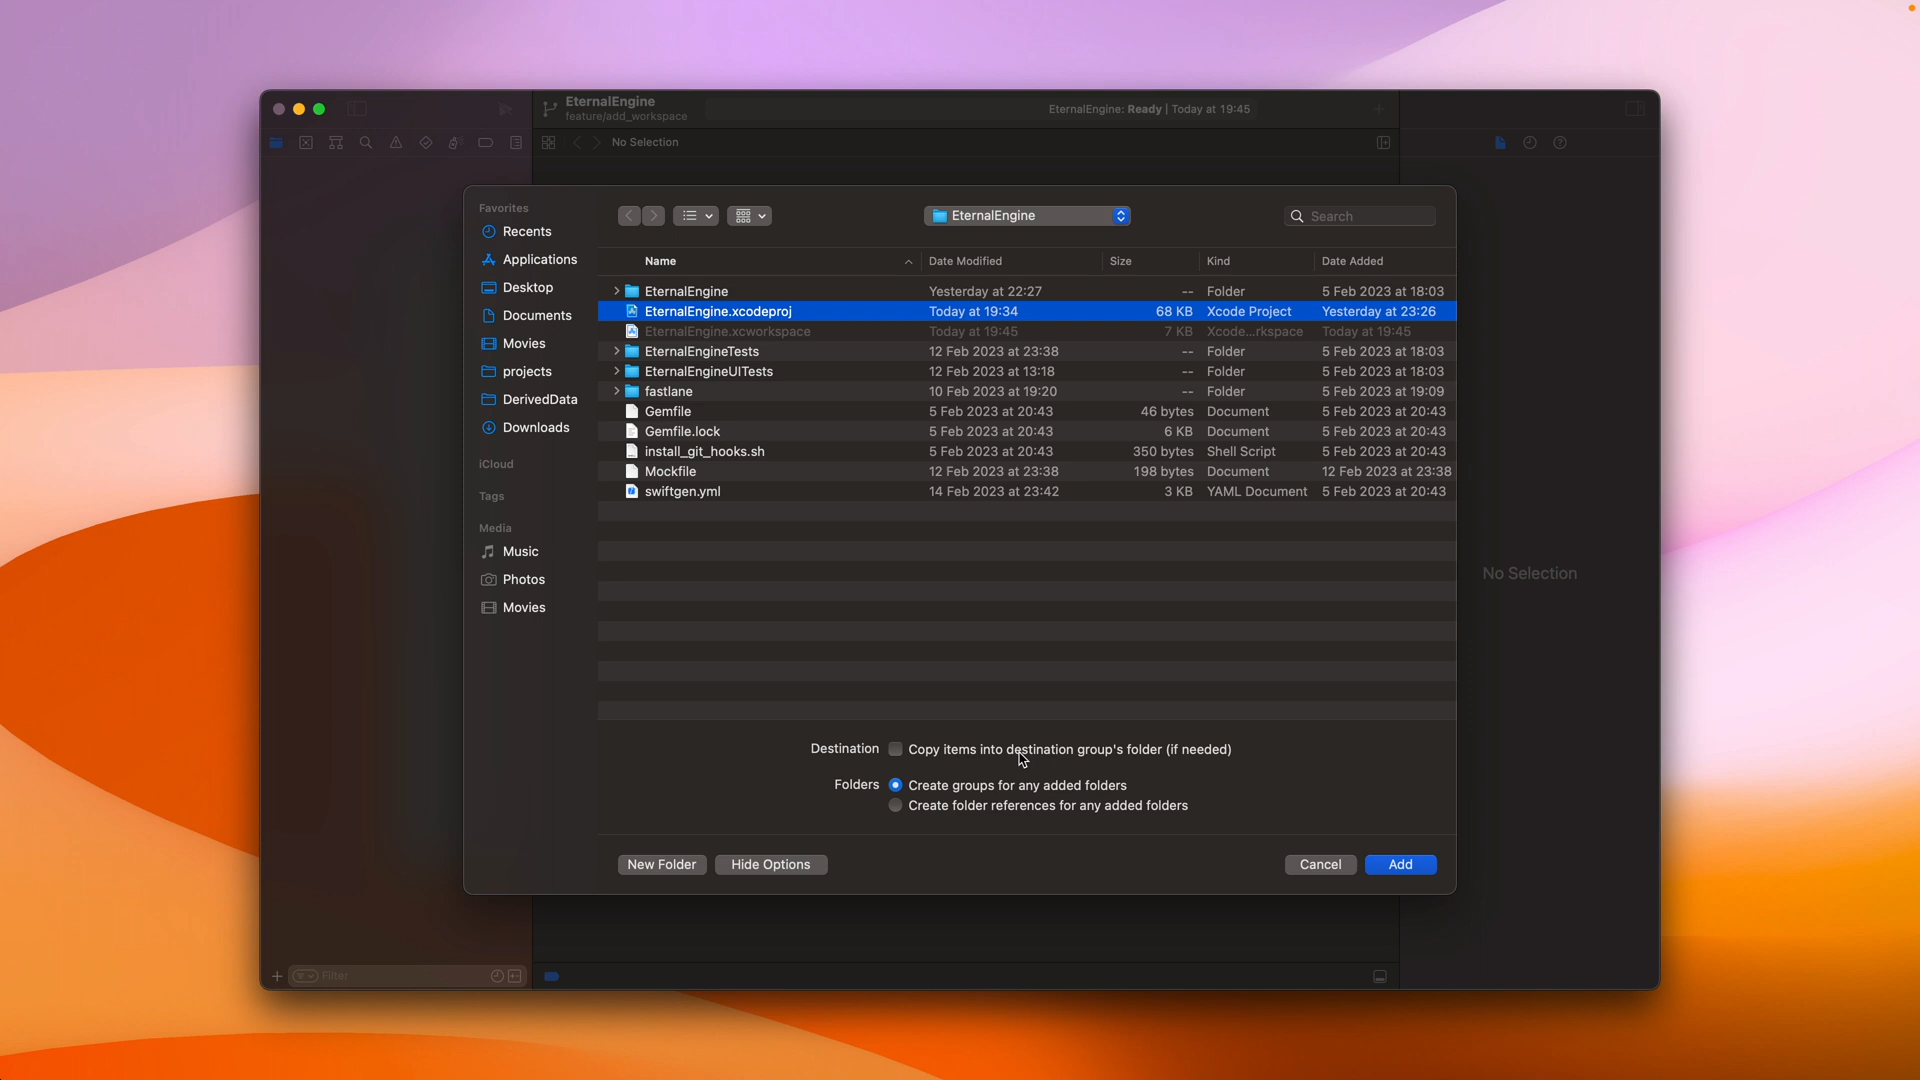 EternalEngine
feature/add_workspace
EternalEngine: Ready | Today at 19:45
No Selection
Favorites
Recents
Applications
Desktop
Documents
Movies
projects
DerivedData
Downloads
iCloud
Tags
Media
Music
Photos
Movies
EternalEngine
Search
Name Date Modified Size Kind Date Added
EternalEngine Yesterday at 22:27 -- Folder 5 Feb 2023 at 18:03
EternalEngine.xcodeproj Today at 19:34 68 KB Xcode Project Yesterday at 23:26
EternalEngine.xcworkspace Today at 19:45 7 KB Xcode...rkspace Today at 19:45
EternalEngineTests 12 Feb 2023 at 23:38 -- Folder 5 Feb 2023 at 18:03
EternalEngineUITests 12 Feb 2023 at 13:18 -- Folder 5 Feb 2023 at 18:03
fastlane 10 Feb 2023 at 19:20 -- Folder 5 Feb 2023 at 19:09
Gemfile 5 Feb 2023 at 20:43 46 bytes Document 5 Feb 2023 at 20:43
Gemfile.lock 5 Feb 2023 at 20:43 6 KB Document 5 Feb 2023 at 20:43
install_git_hooks.sh 5 Feb 2023 at 20:43 350 bytes Shell Script 5 Feb 2023 at 20:43
Mockfile 12 Feb 2023 at 23:38 198 bytes Document 12 Feb 2023 at 23:38
swiftgen.yml 14 Feb 2023 at 23:42 3 KB YAML Document 5 Feb 2023 at 20:43
Destination Copy items into destination group's folder (if needed)
Folders Create groups for any added folders
Create folder references for any added folders
New Folder Hide Options Cancel Add
No Selection
Filter